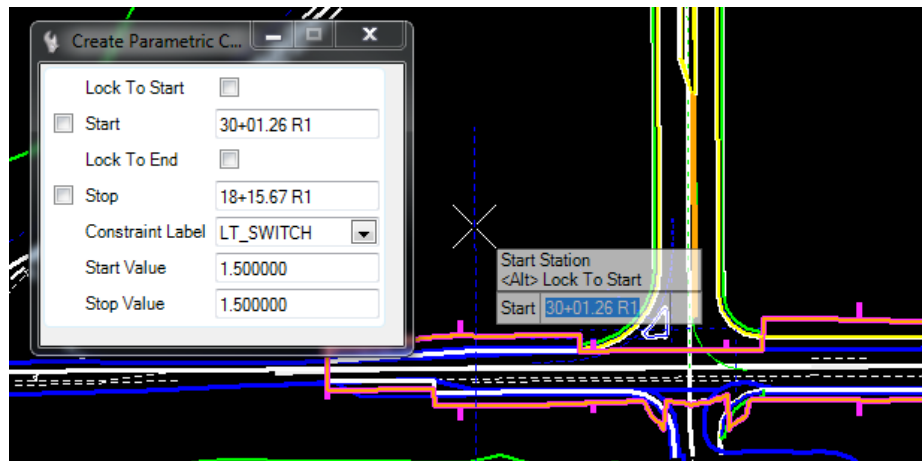 Create Parametric C...
Lock To Start
Start 30+01.26 R1
Lock To End
Stop 18+15.67 R1
Constraint Label LT_SWITCH
Start Value 1.500000
Stop Value 1.500000
Start Station
<Alt> Lock To Start
Start 30+01.26 R1